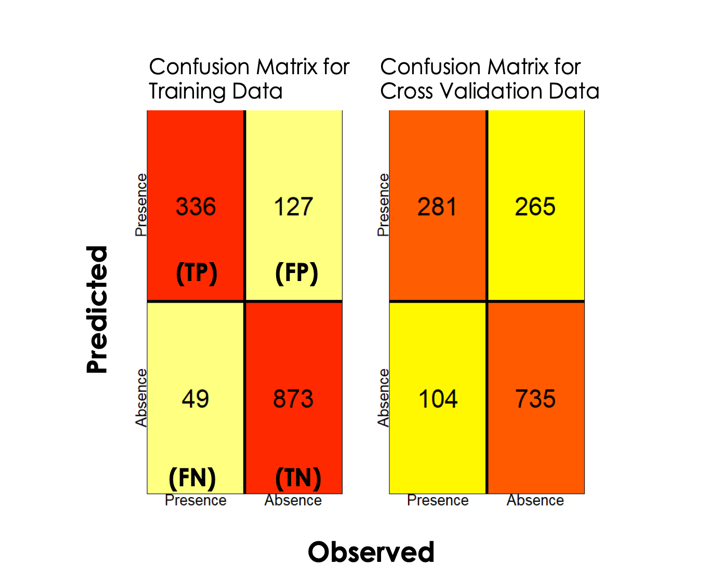 Confusion Matrix for
Training Data
Confusion Matrix for
Cross Validation Data
Predicted
Presence
336
127
(TP)
(FP)
Absence
49
873
(FN)
(TN)
Presence
Absence
Presence
281
265
Absence
104
735
Presence
Absence
Observed